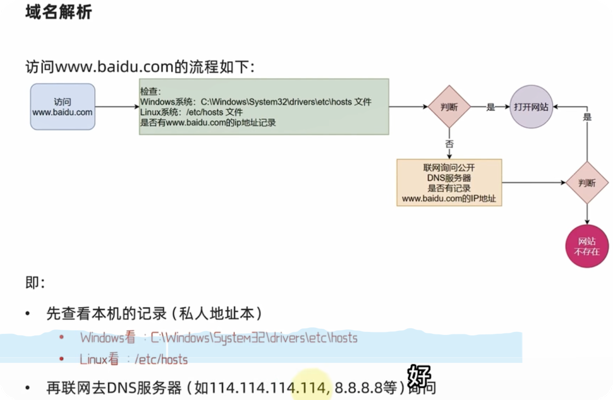 域名解析
访问www.baidu.com的流程如下：
访问
www.baidu.com
检查：
Windows系统：C:\Windows\System32\drivers\etc\hosts 文件
Linux系统：/etc/hosts 文件
是否有www.baidu.com的ip地址记录
判断
是
打开网站
是
否
联网询问公开
DNS服务器
是否有记录
www.baidu.com的IP地址
判断
网站
不存在
即：
• 先查看本机的记录（私人地址本）
• Windows看：C:\Windows\System32\drivers\etc\hosts
• Linux看：/etc/hosts
• 再联网去DNS服务器（如114.114.114.114, 8.8.8.8等）询问
好